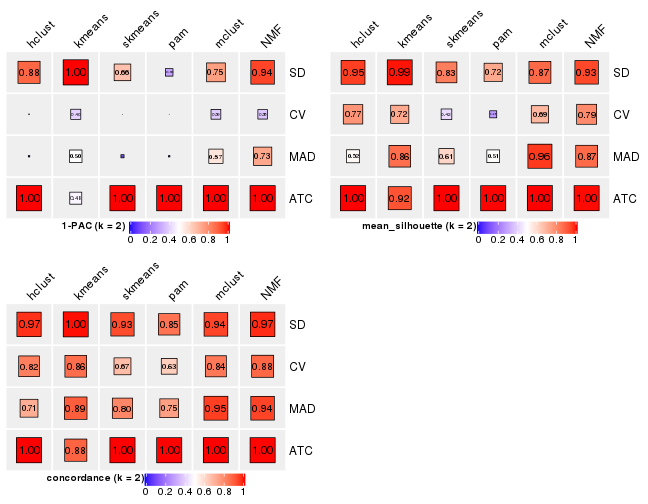 hclust kmeans skmeans pam mclust NMF
0.88 1.00 0.66 0.75 0.94 SD
CV
0.50 0.57 0.73 MAD
1.00 1.00 1.00 1.00 1.00 ATC
1-PAC (k = 2)
0 0.2 0.4 0.6 0.8 1
hclust kmeans skmeans pam mclust NMF
0.95 0.99 0.83 0.72 0.87 0.93 SD
0.77 0.72 0.69 0.79 CV
0.86 0.61 0.51 0.96 0.87 MAD
1.00 0.92 1.00 1.00 1.00 1.00 ATC
mean_silhouette (k = 2)
0 0.2 0.4 0.6 0.8 1
hclust kmeans skmeans pam mclust NMF
0.97 1.00 0.93 0.85 0.94 0.97 SD
0.82 0.86 0.67 0.63 0.84 0.88 CV
0.71 0.89 0.80 0.75 0.95 0.94 MAD
1.00 0.88 1.00 1.00 1.00 1.00 ATC
concordance (k = 2)
0 0.2 0.4 0.6 0.8 1